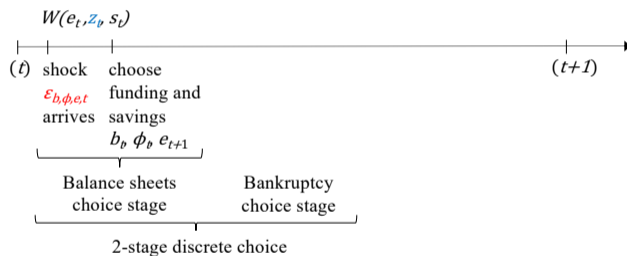 W(e_t, z_t, s_t)
(t) shock choose (t+1)
ε_{b,ϕ,e,t} funding and
arrives savings
b_t, ϕ_t, e_{t+1}
Balance sheets Bankruptcy
choice stage choice stage
2-stage discrete choice